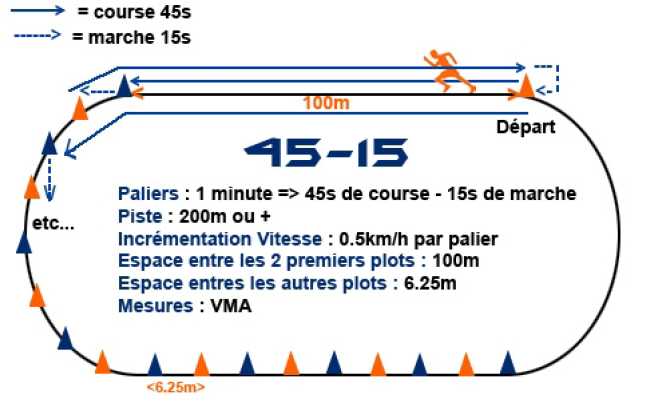 = course 45s
= marche 15s
100m
Départ
45-15
Paliers : 1 minute => 45s de course - 15s de marche
Piste : 200m ou +
etc...
Incrémentation Vitesse : 0.5km/h par palier
Espace entre les 2 premiers plots : 100m
Espace entres les autres plots : 6.25m
Mesures : VMA
<6.25m>